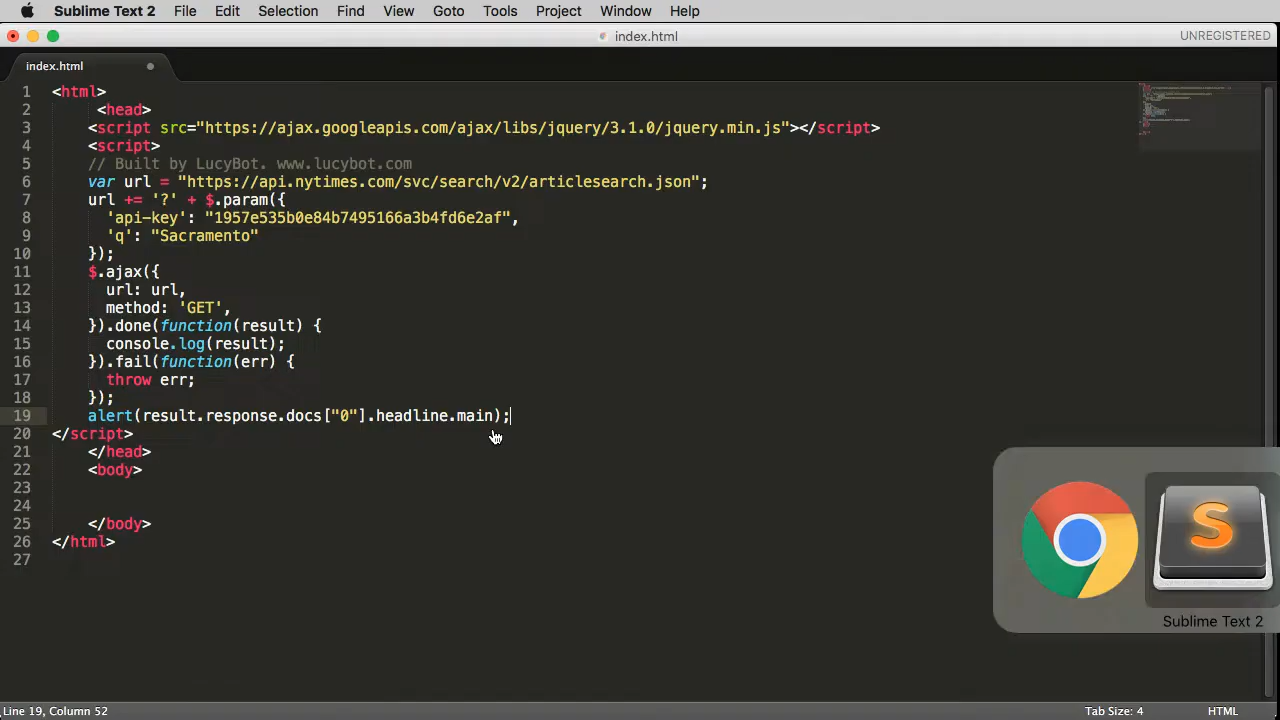 Sublime Text 2 File Edit Selection Find View Goto Tools Project Window Help
index.html UNREGISTERED
index.html
1 <html>
2 <head>
3 <script src="https://ajax.googleapis.com/ajax/libs/jquery/3.1.0/jquery.min.js"></script>
4 <script>
5 // Built by LucyBot. www.lucybot.com
6 var url = "https://api.nytimes.com/svc/search/v2/articlesearch.json";
7 url += '?' + $.param({
8 'api-key': "1957e535b0e84b7495166a3b4fd6e2af",
9 'q': "Sacramento"
10 });
11 $.ajax({
12 url: url,
13 method: 'GET',
14 }).done(function(result) {
15 console.log(result);
16 }).fail(function(err) {
17 throw err;
18 });
19 alert(result.response.docs["0"].headline.main);
20 </script>
21 </head>
22 <body>
23
24
25 </body>
26 </html>
27
S
Sublime Text 2
Line 19, Column 52 Tab Size: 4 HTML